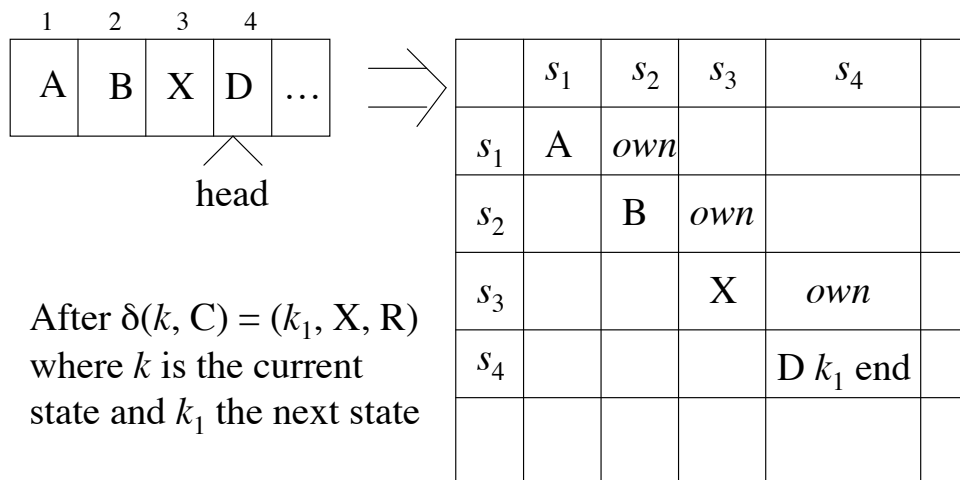 1 2 3 4
A B X D …
head
After δ(k, C) = (k₁, X, R)
where k is the current
state and k₁ the next state
s₁ s₂ s₃ s₄
s₁ A own
s₂ B own
s₃ X own
s₄ D k₁ end